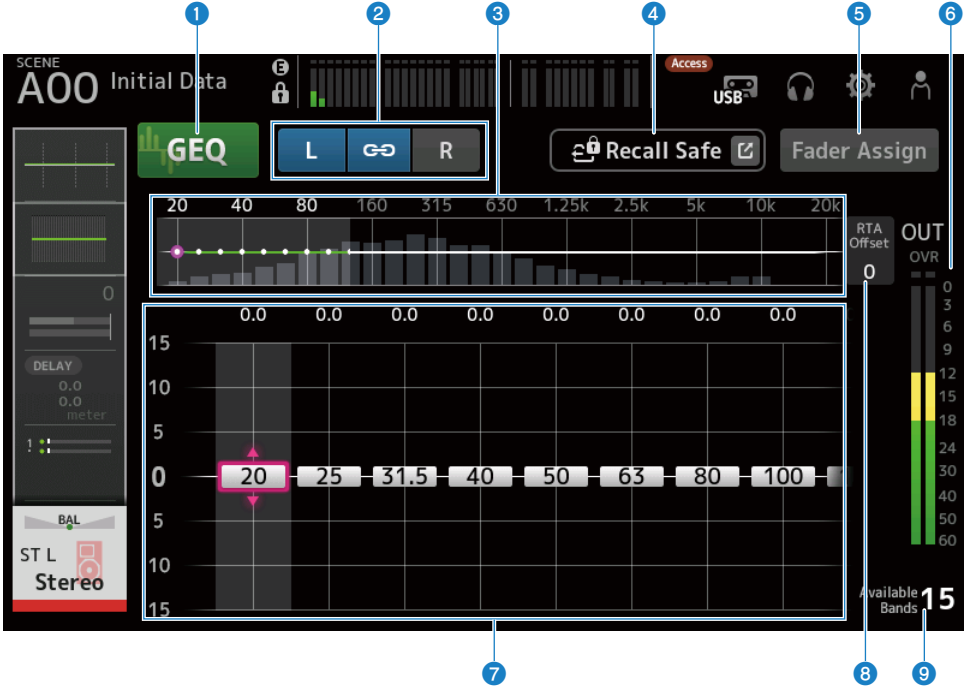 1 2 3 4 5 6
SCENE
A00 Initial Data
E
Access
USB
GEQ
L R
Recall Safe
Fader Assign
20 40 80 160 315 630 1.25k 2.5k 5k 10k 20k
RTA
Offset
0
OUT
OVR
0
3
6
9
12
15
18
24
30
40
50
60
0
DELAY
0.0
0.0
meter
1
BAL
ST L
Stereo
0.0 0.0 0.0 0.0 0.0 0.0 0.0 0.0
15
10
5
0 20 25 31.5 40 50 63 80 100
5
10
15
Available
Bands 15
7 8 9